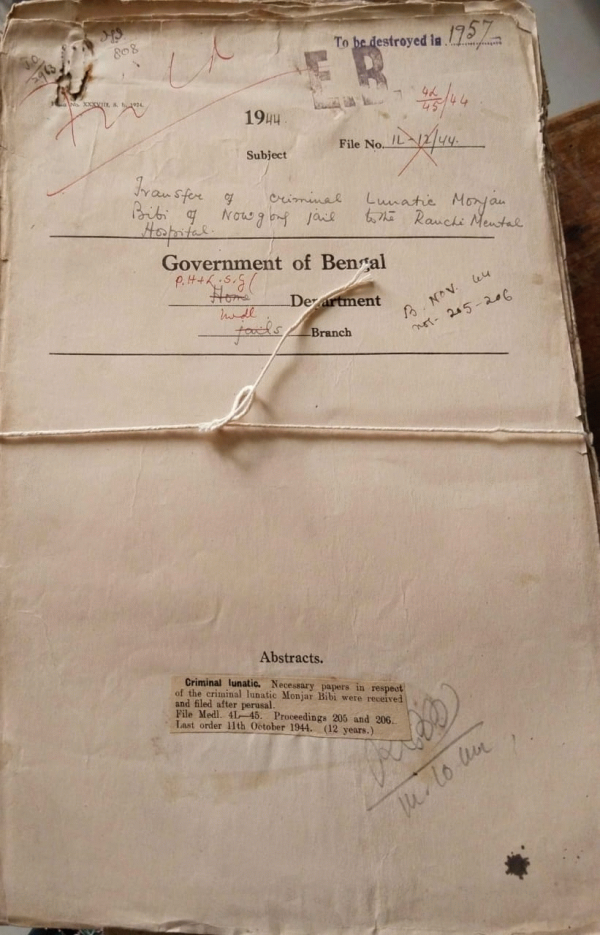 To be destroyed in 1957
393
808
E B.
4L
45/44
1944
File No. 1L-12/44.
Subject
Transfer of criminal Lunatic Monjan
Bibi of Nowgong jail to the Ranchi Mental
Hospital.
Government of Bengal
P.H & L.S.G
Home Department
Medl.
jails Branch
B. Nov. 44
nos- 205-206
Abstracts.
Criminal lunatic. Necessary papers in respect
of the criminal lunatic Monjar Bibi were received
and filed after perusal.
File Medl. 4L—45. Proceedings 205 and 206.
Last order 11th October 1944. (12 years.)